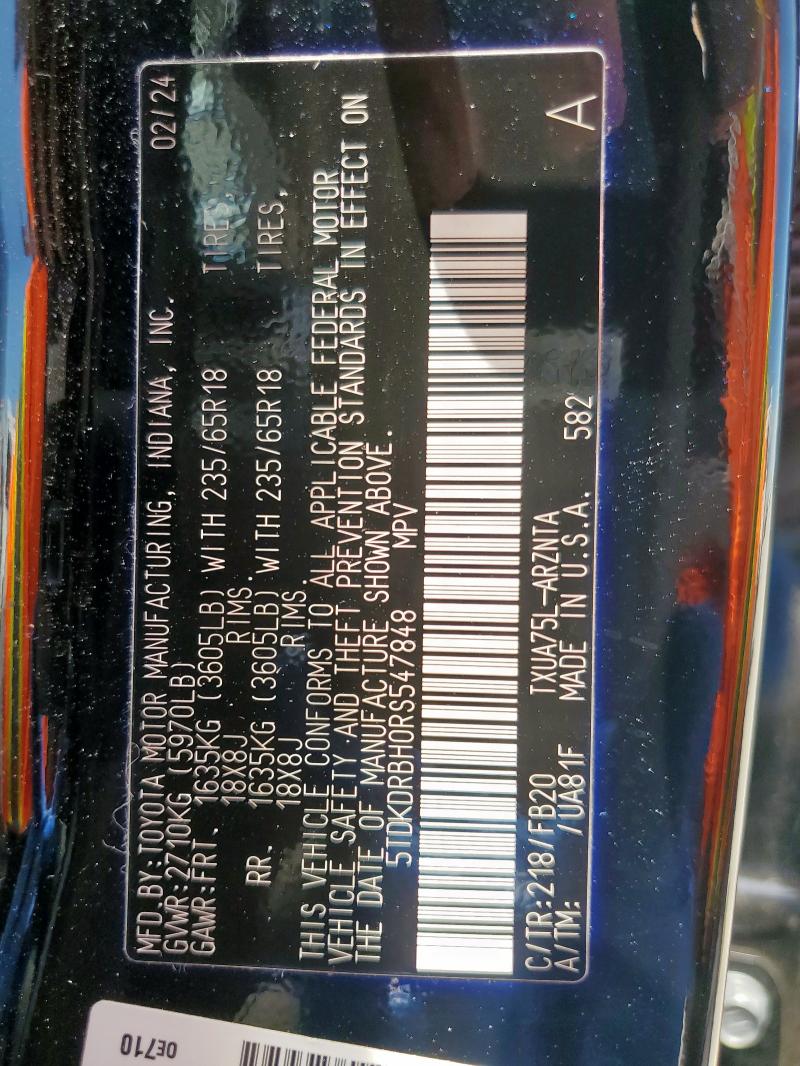 MFD.BY:TOYOTA MOTOR MANUFACTURING, INDIANA, INC. 02/24
GVWR:2710KG (5970LB)
GAWR:FRT. 1635KG (3605LB) WITH 235/65R18 TIRES,
18X8J RIMS.
RR. 1635KG (3605LB) WITH 235/65R18 TIRES,
18X8J RIMS.
THIS VEHICLE CONFORMS TO ALL APPLICABLE FEDERAL MOTOR
VEHICLE SAFETY AND THEFT PREVENTION STANDARDS IN EFFECT ON
THE DATE OF MANUFACTURE SHOWN ABOVE.
5TDKDRBH0RS547848 MPV
C/TR:218/FB20 TXUA75L-ARZNTA A
A/TM: /UA81F MADE IN U.S.A. 582
0E710